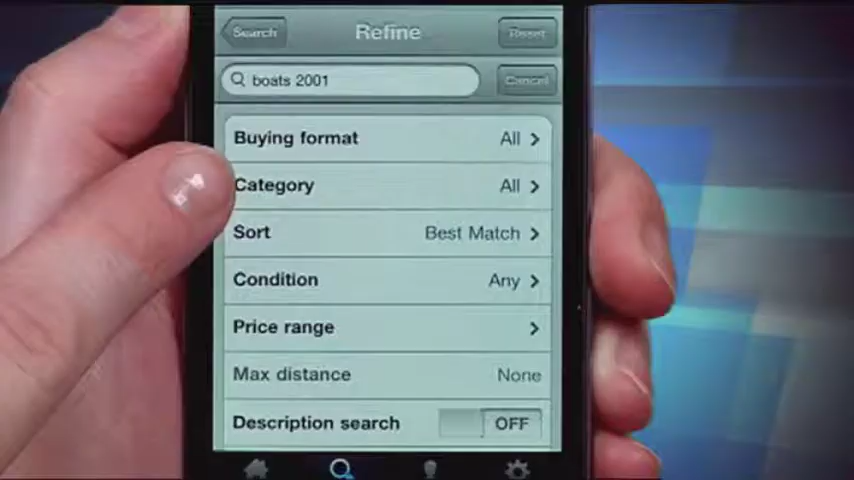 Search Refine Reset
boats 2001 Cancel
Buying format All
Category All
Sort Best Match
Condition Any
Price range
Max distance None
Description search OFF